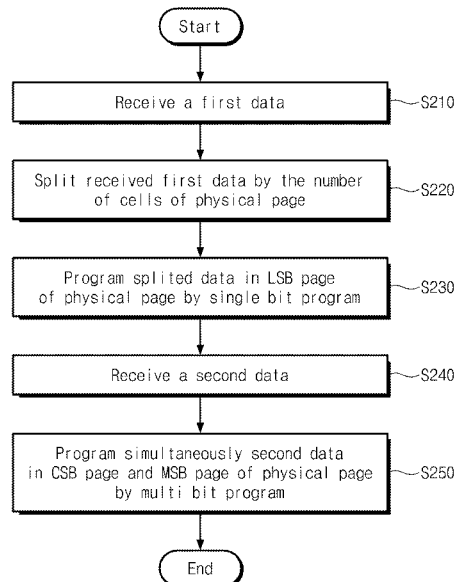 Start
Receive a first data
S210
Split received first data by the number
of cells of physical page
S220
Program splited data in LSB page
of physical page by single bit program
S230
Receive a second data
S240
Program simultaneously second data
in CSB page and MSB page of physical page
by multi bit program
S250
End